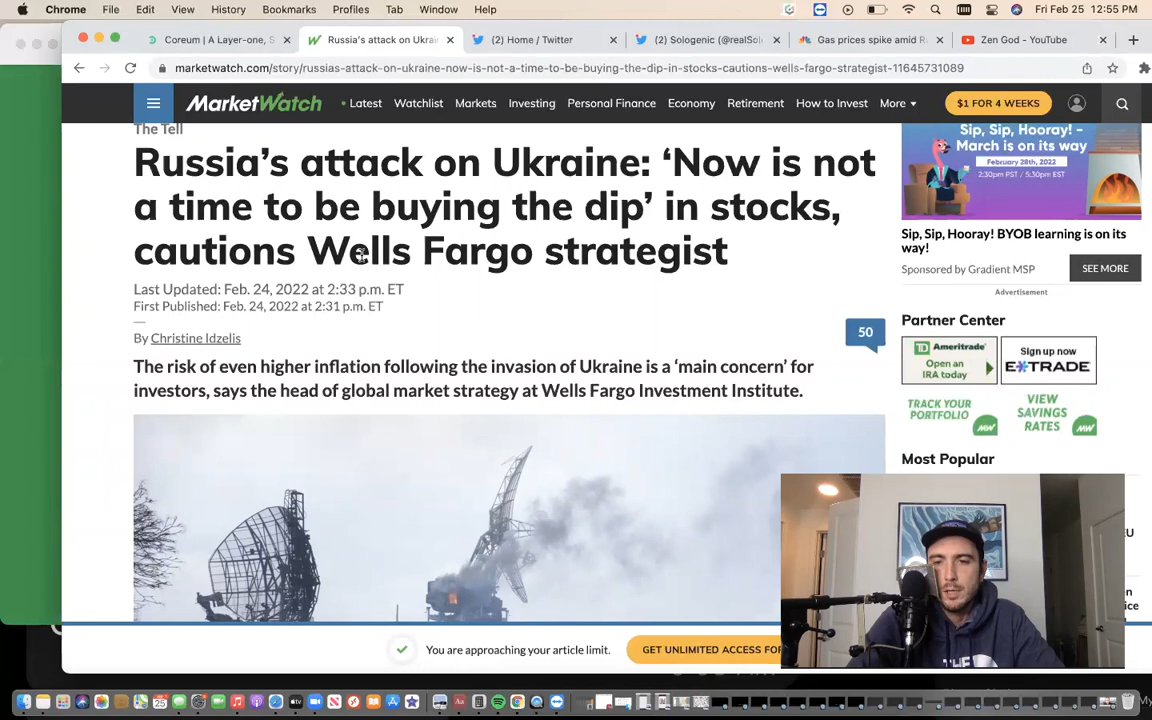 Chrome File Edit View History Bookmarks Profiles Tab Window Help Fri Feb 25 12:55 PM
Coreum | A Layer-one, S Russia's attack on Ukrai (2) Home / Twitter (2) Sologenic (@realSol Gas prices spike amid R Zen God - YouTube
marketwatch.com/story/russias-attack-on-ukraine-now-is-not-a-time-to-be-buying-the-dip-in-stocks-cautions-wells-fargo-strategist-11645731089
MarketWatch • Latest Watchlist Markets Investing Personal Finance Economy Retirement How to Invest More $1 FOR 4 WEEKS
The Tell
Russia's attack on Ukraine: 'Now is not
a time to be buying the dip' in stocks,
cautions Wells Fargo strategist
Last Updated: Feb. 24, 2022 at 2:33 p.m. ET
First Published: Feb. 24, 2022 at 2:31 p.m. ET
By Christine Idzelis
50
The risk of even higher inflation following the invasion of Ukraine is a 'main concern' for
investors, says the head of global market strategy at Wells Fargo Investment Institute.
Sip, Sip, Hooray! -
March is on its way
February 28th, 2022
2:30pm PST / 5:30pm EST
Sip, Sip, Hooray! BYOB learning is on its
way!
Sponsored by Gradient MSP
SEE MORE
Advertisement
Partner Center
TD Ameritrade
Open an
IRA today
Sign up now
E*TRADE
TRACK YOUR
PORTFOLIO
VIEW
SAVINGS
RATES
Most Popular
EU
You are approaching your article limit.
GET UNLIMITED ACCESS FOR